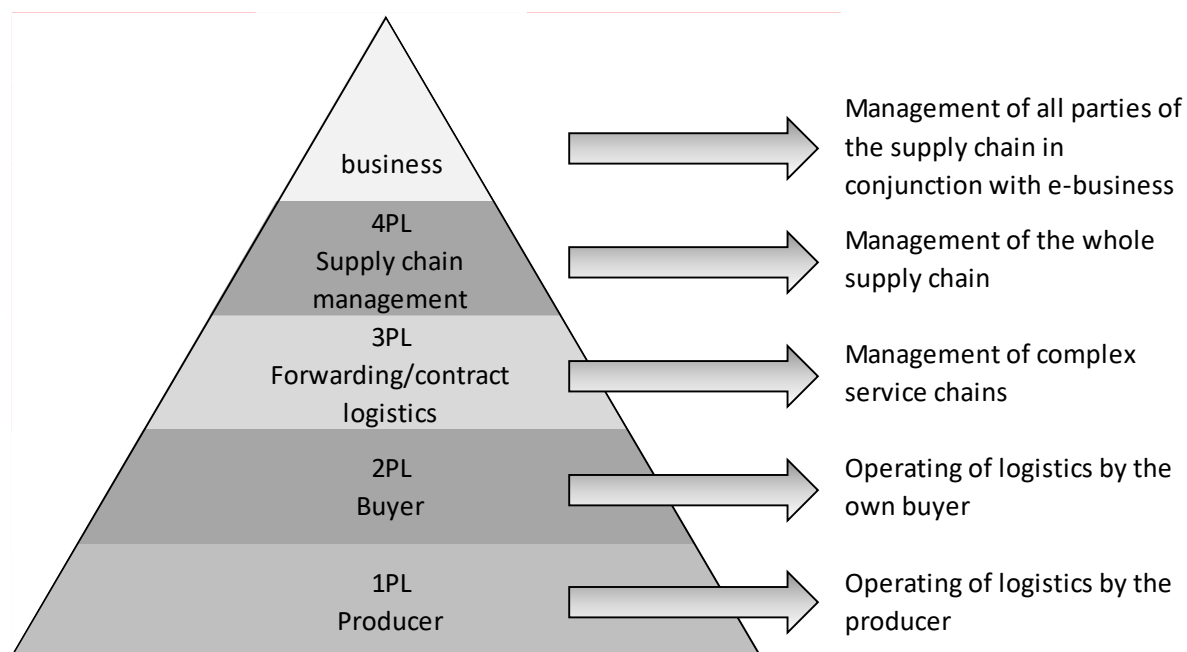 business
Management of all parties of
the supply chain in
conjunction with e-business
4PL
Supply chain
management
Management of the whole
supply chain
3PL
Forwarding/contract
logistics
Management of complex
service chains
2PL
Buyer
Operating of logistics by the
own buyer
1PL
Producer
Operating of logistics by the
producer